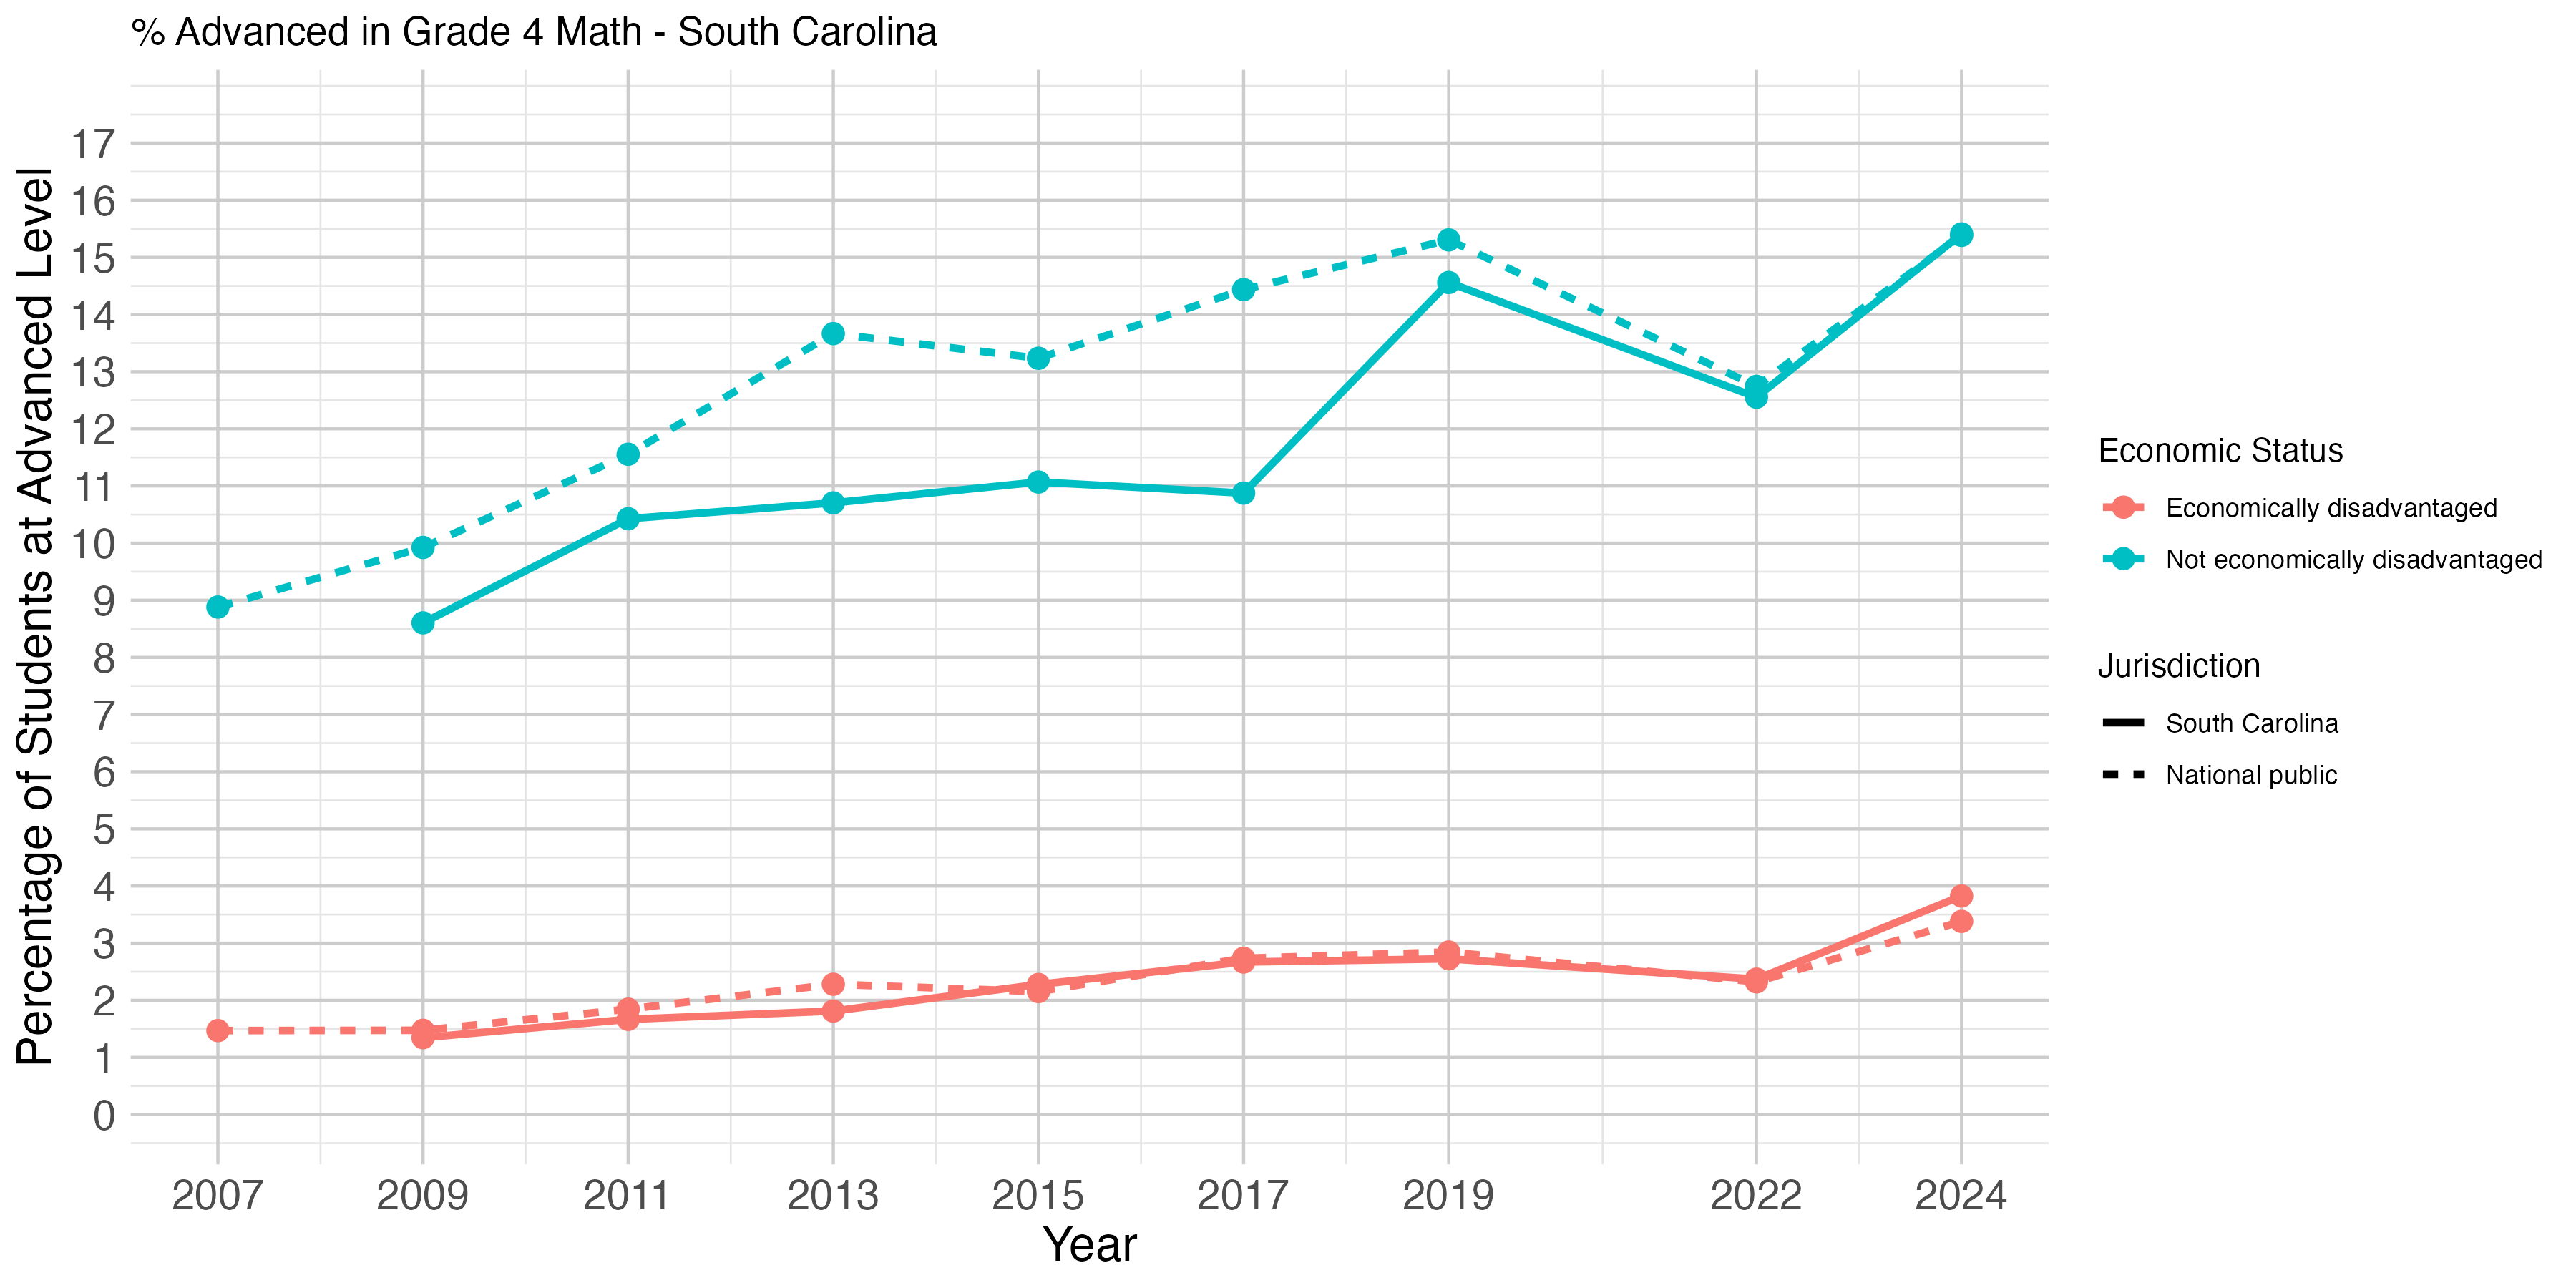 % Advanced in Grade 4 Math - South Carolina
Percentage of Students at Advanced Level
17
16
15
14
13
12
11
10
9
8
7
6
5
4
3
2
1
0
2007 2009 2011 2013 2015 2017 2019 2022 2024
Year
Economic Status
Economically disadvantaged
Not economically disadvantaged
Jurisdiction
South Carolina
National public